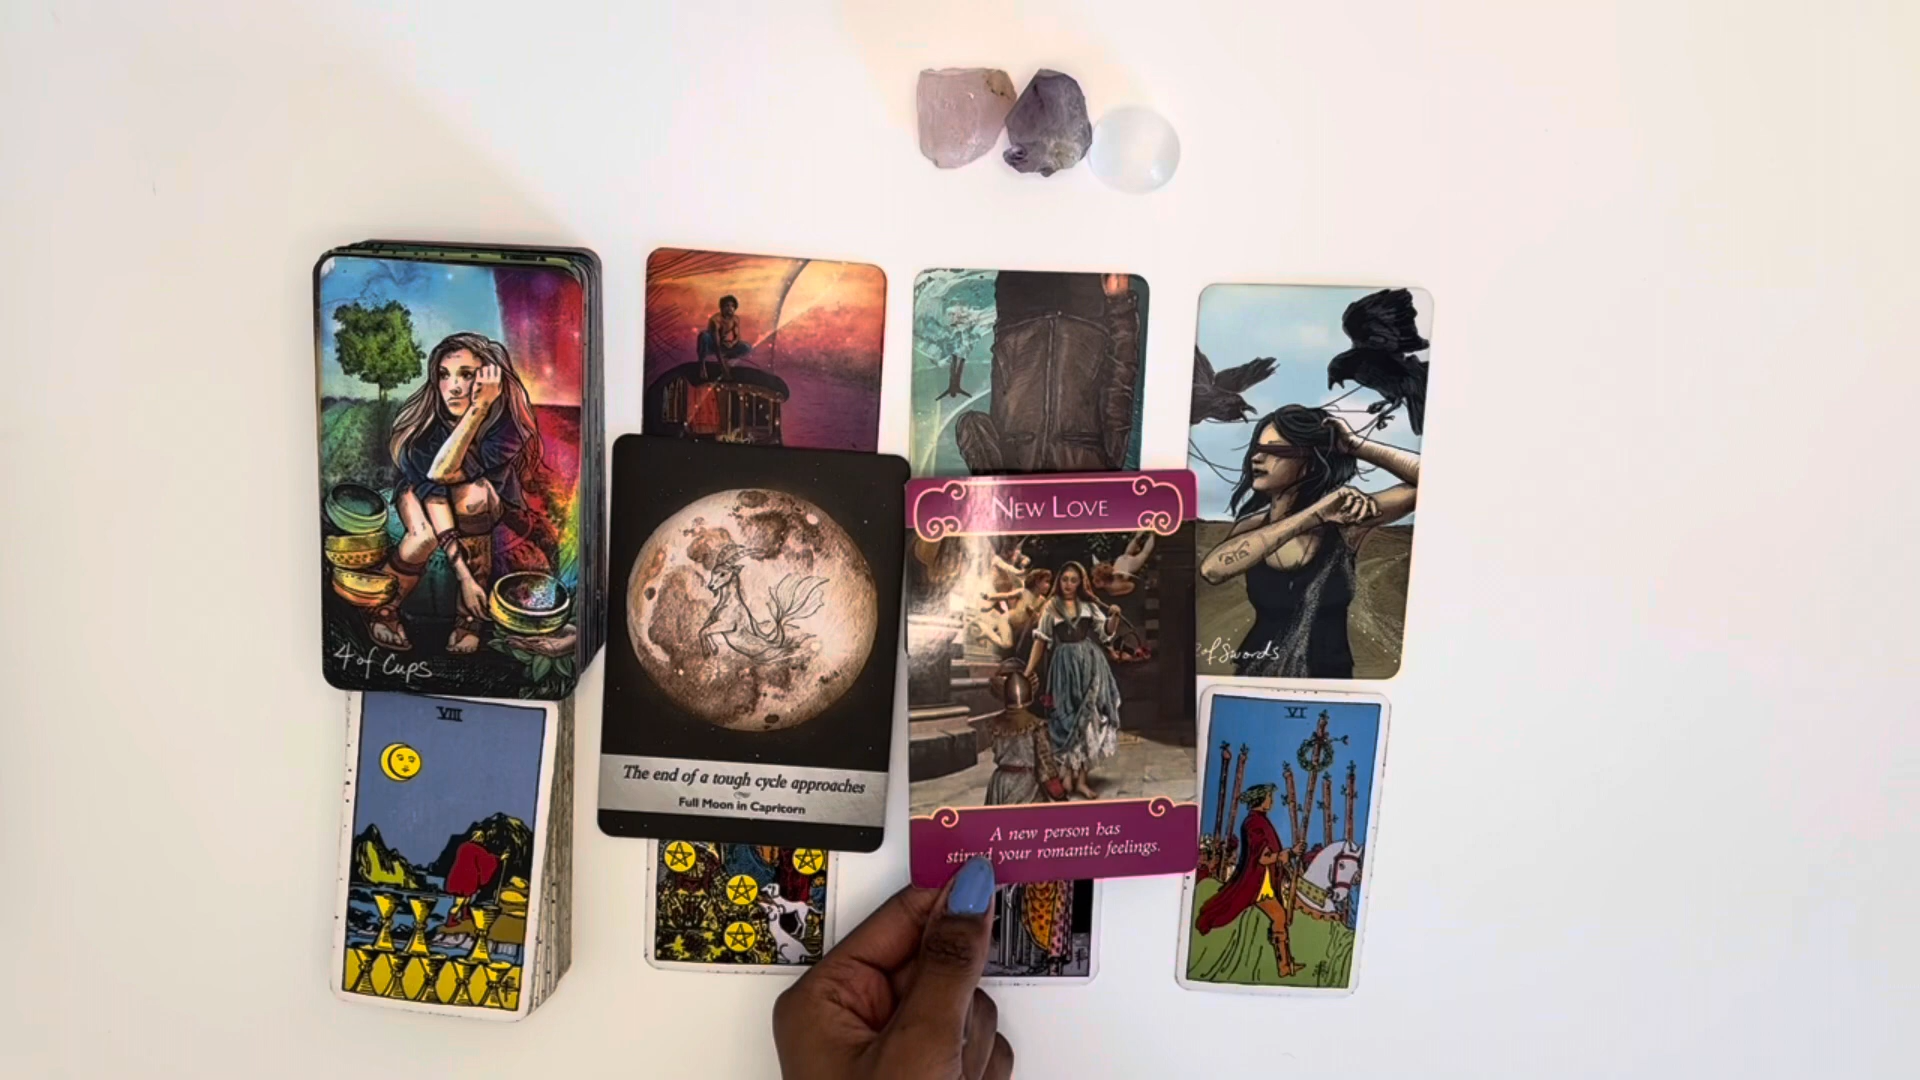 NEW LOVE
4 of Cups
of Swords
VIII
VI
The end of a tough cycle approaches
Full Moon in Capricorn
A new person has
stirred your romantic feelings.